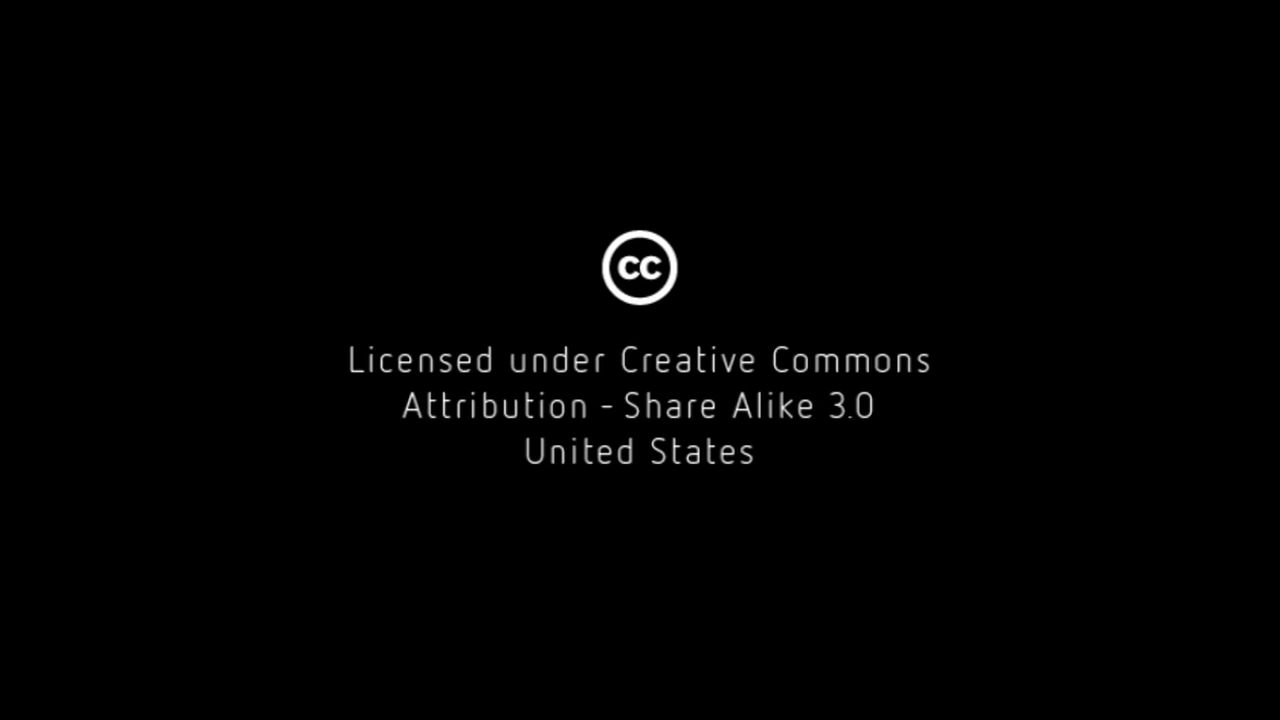 cc
Licensed under Creative Commons
Attribution - Share Alike 3.0
United States